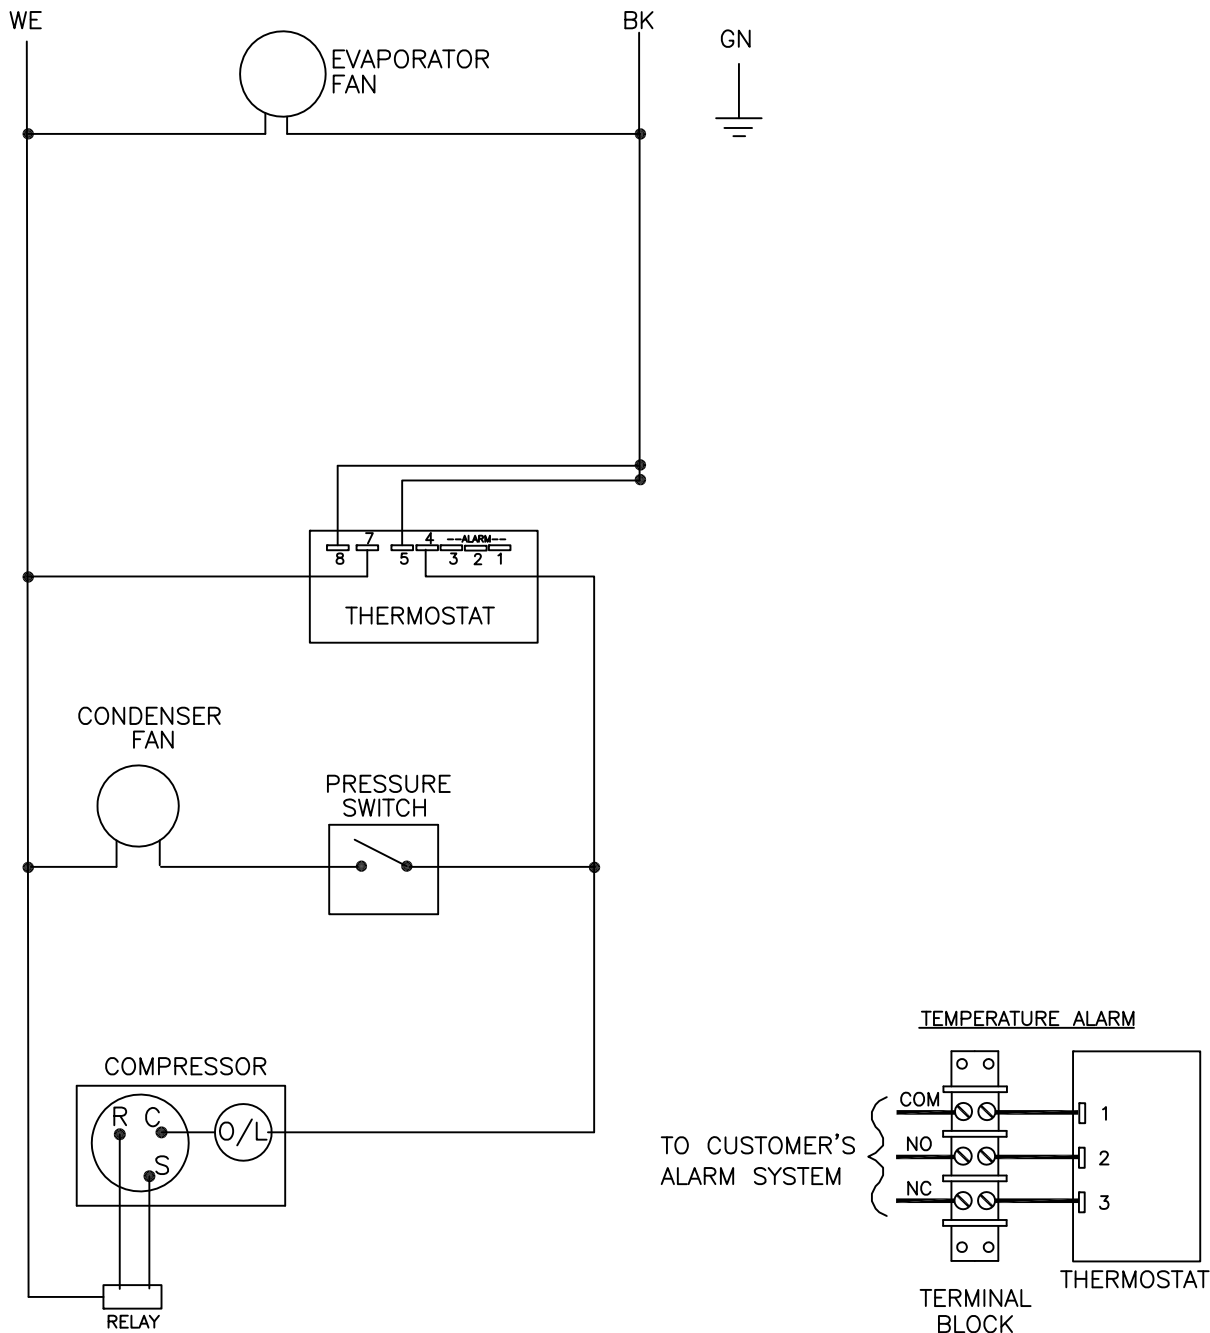 WE
BK
GN
EVAPORATOR
FAN
7
4
--ALARM--
8
5
3
2
1
THERMOSTAT
CONDENSER
FAN
PRESSURE
SWITCH
COMPRESSOR
R
C
S
O/L
RELAY
TEMPERATURE ALARM
COM
1
NO
2
NC
3
TO CUSTOMER'S
ALARM SYSTEM
THERMOSTAT
TERMINAL
BLOCK